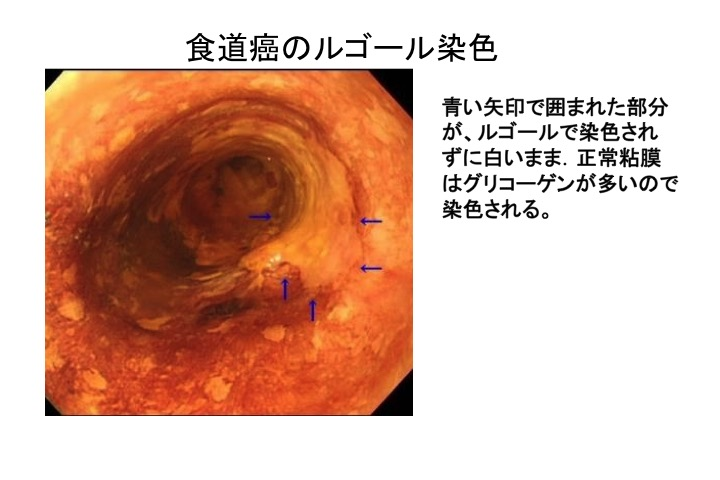 食道癌のルゴール染色
青い矢印で囲まれた部分
が、ルゴールで染色され
ずに白いまま．正常粘膜
はグリコーゲンが多いので
染色される。